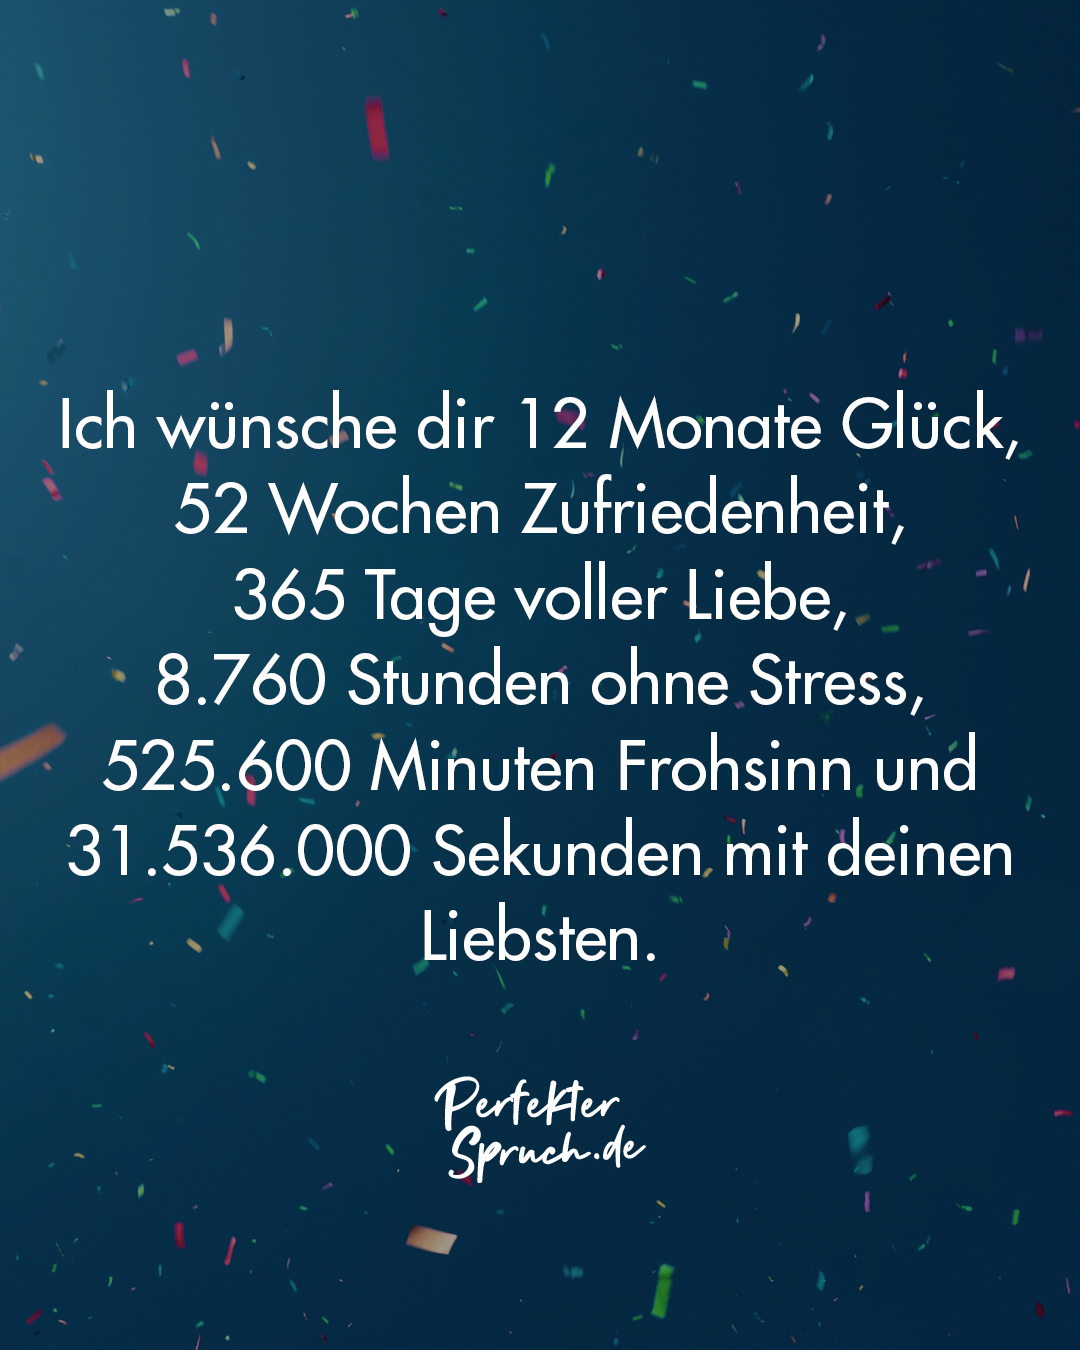 Ich wünsche dir 12 Monate Glück,
52 Wochen Zufriedenheit,
365 Tage voller Liebe,
8.760 Stunden ohne Stress,
525.600 Minuten Frohsinn und
31.536.000 Sekunden mit deinen
Liebsten.
Perfekter
Spruch.de